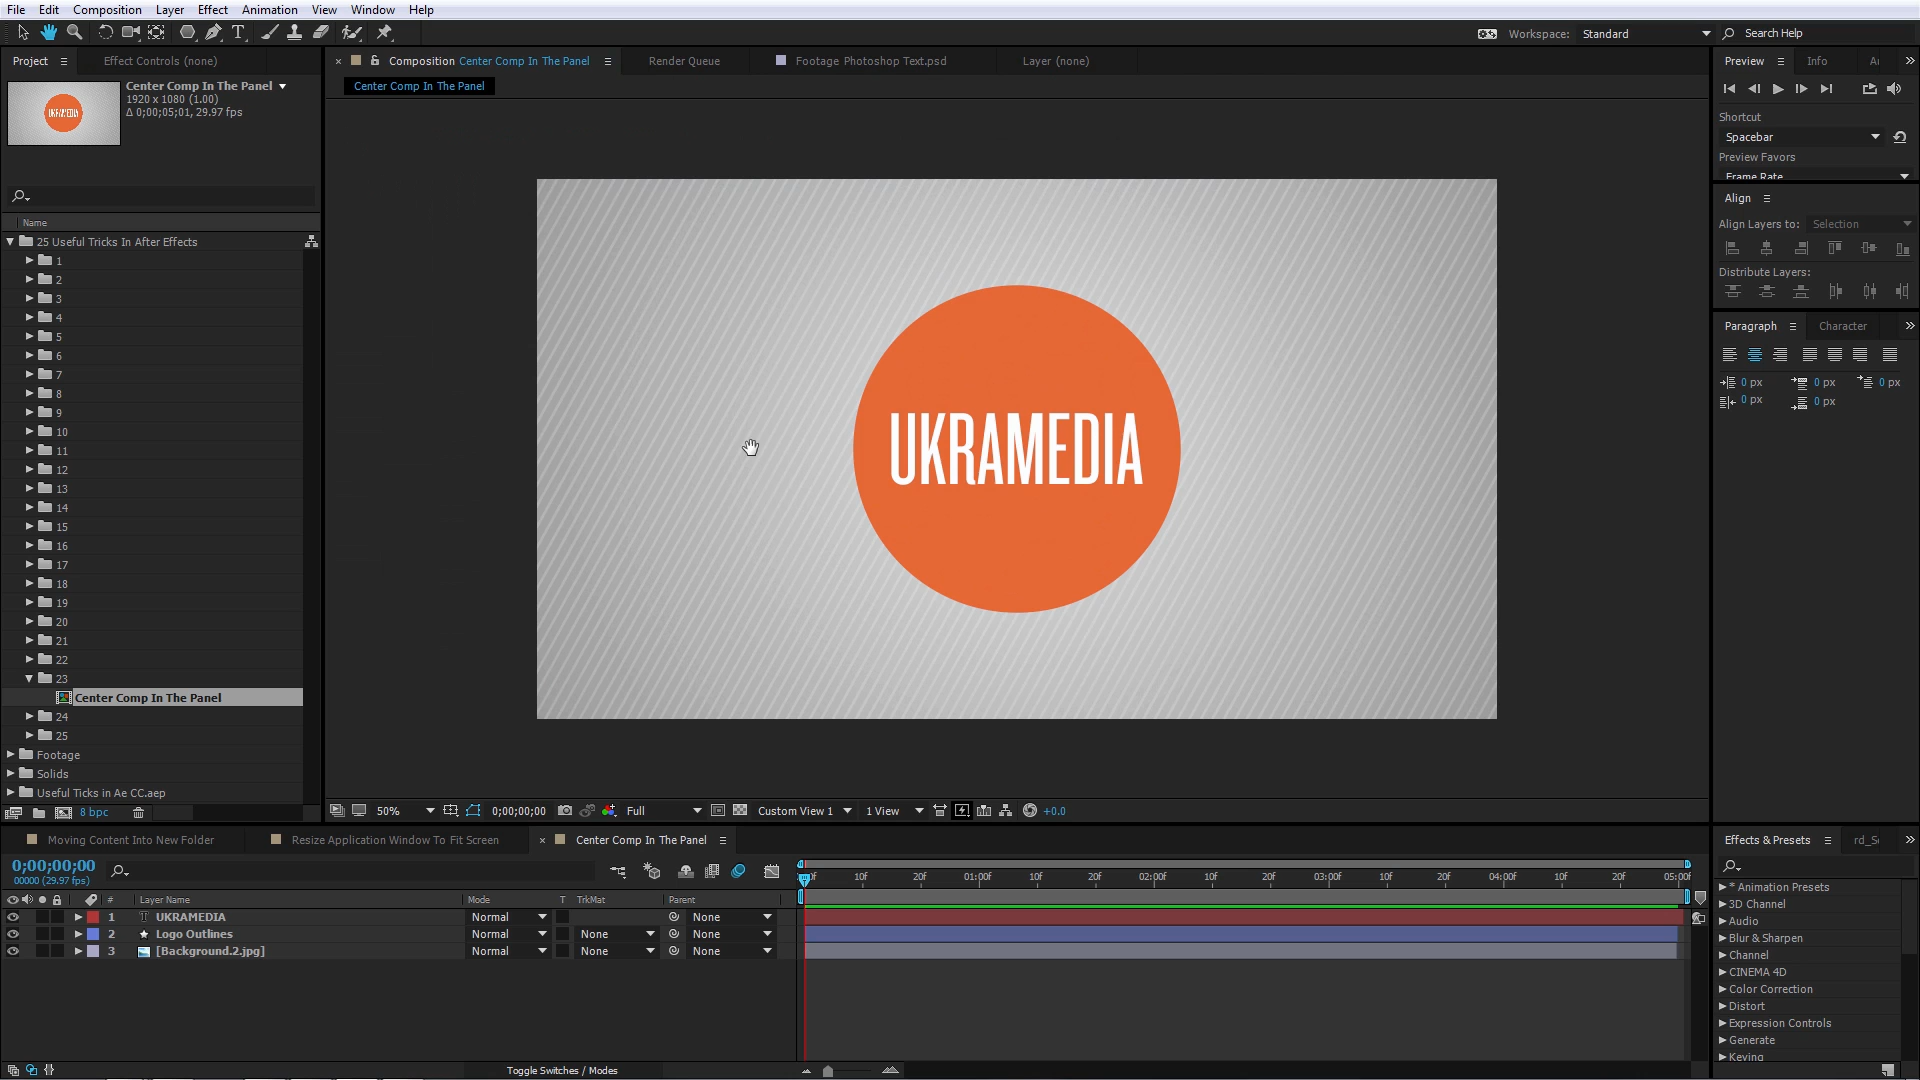 File Edit Composition Layer Effect Animation View Window Help
Workspace: Standard Search Help
Project Effect Controls (none)
Composition Center Comp In The Panel Render Queue Footage Photoshop Text.psd Layer (none)
Center Comp In The Panel
Center Comp In The Panel
1920 x 1080 (1.00)
Δ 0;00;05;01, 29.97 fps
Name
25 Useful Tricks In After Effects
1
2
3
4
5
6
7
8
9
10
11
12
13
14
15
16
17
18
19
20
21
22
23
Center Comp In The Panel
24
25
Footage
Solids
Useful Ticks in Ae CC.aep
8 bpc
UKRAMEDIA
50% 0;00;00;00 Full Custom View 1 1 View +0.0
Preview Info
Shortcut
Spacebar
Preview Favors
Frame Rate
Align
Align Layers to: Selection
Distribute Layers:
Paragraph Character
0 px 0 px 0 px
0 px 0 px
Moving Content Into New Folder Resize Application Window To Fit Screen Center Comp In The Panel
0;00;00;00
00000 (29.97 fps)
10f 20f 01:00f 10f 20f 02:00f 10f 20f 03:00f 10f 20f 04:00f 10f 20f 05:00f
# Layer Name Mode T TrkMat Parent
1 T UKRAMEDIA Normal None
2 Logo Outlines Normal None None
3 [Background.2.jpg] Normal None None
Toggle Switches / Modes
Effects & Presets
* Animation Presets
3D Channel
Audio
Blur & Sharpen
Channel
CINEMA 4D
Color Correction
Distort
Expression Controls
Generate
Keying